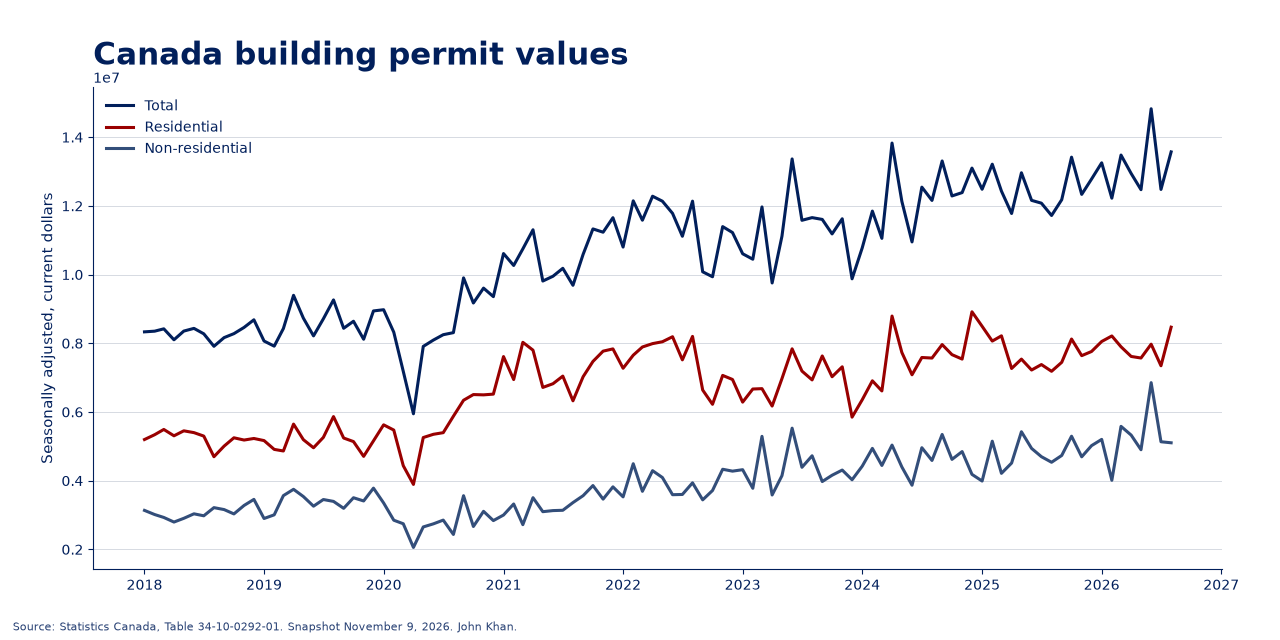 Canada building permit values
1e7
Total
Residential
Non-residential
1.4
1.2
1.0
0.8
0.6
0.4
0.2
Seasonally adjusted, current dollars
2018 2019 2020 2021 2022 2023 2024 2025 2026 2027
Source: Statistics Canada, Table 34-10-0292-01. Snapshot November 9, 2026. John Khan.